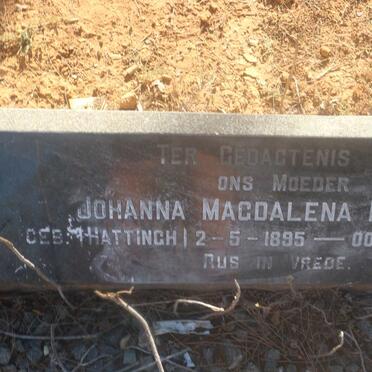 TER GEDAGTENIS
ONS MOEDER
JOHANNA MAGDALENA
GEB. HATTINGH 2-5-1895 — 
RUS IN VREDE.